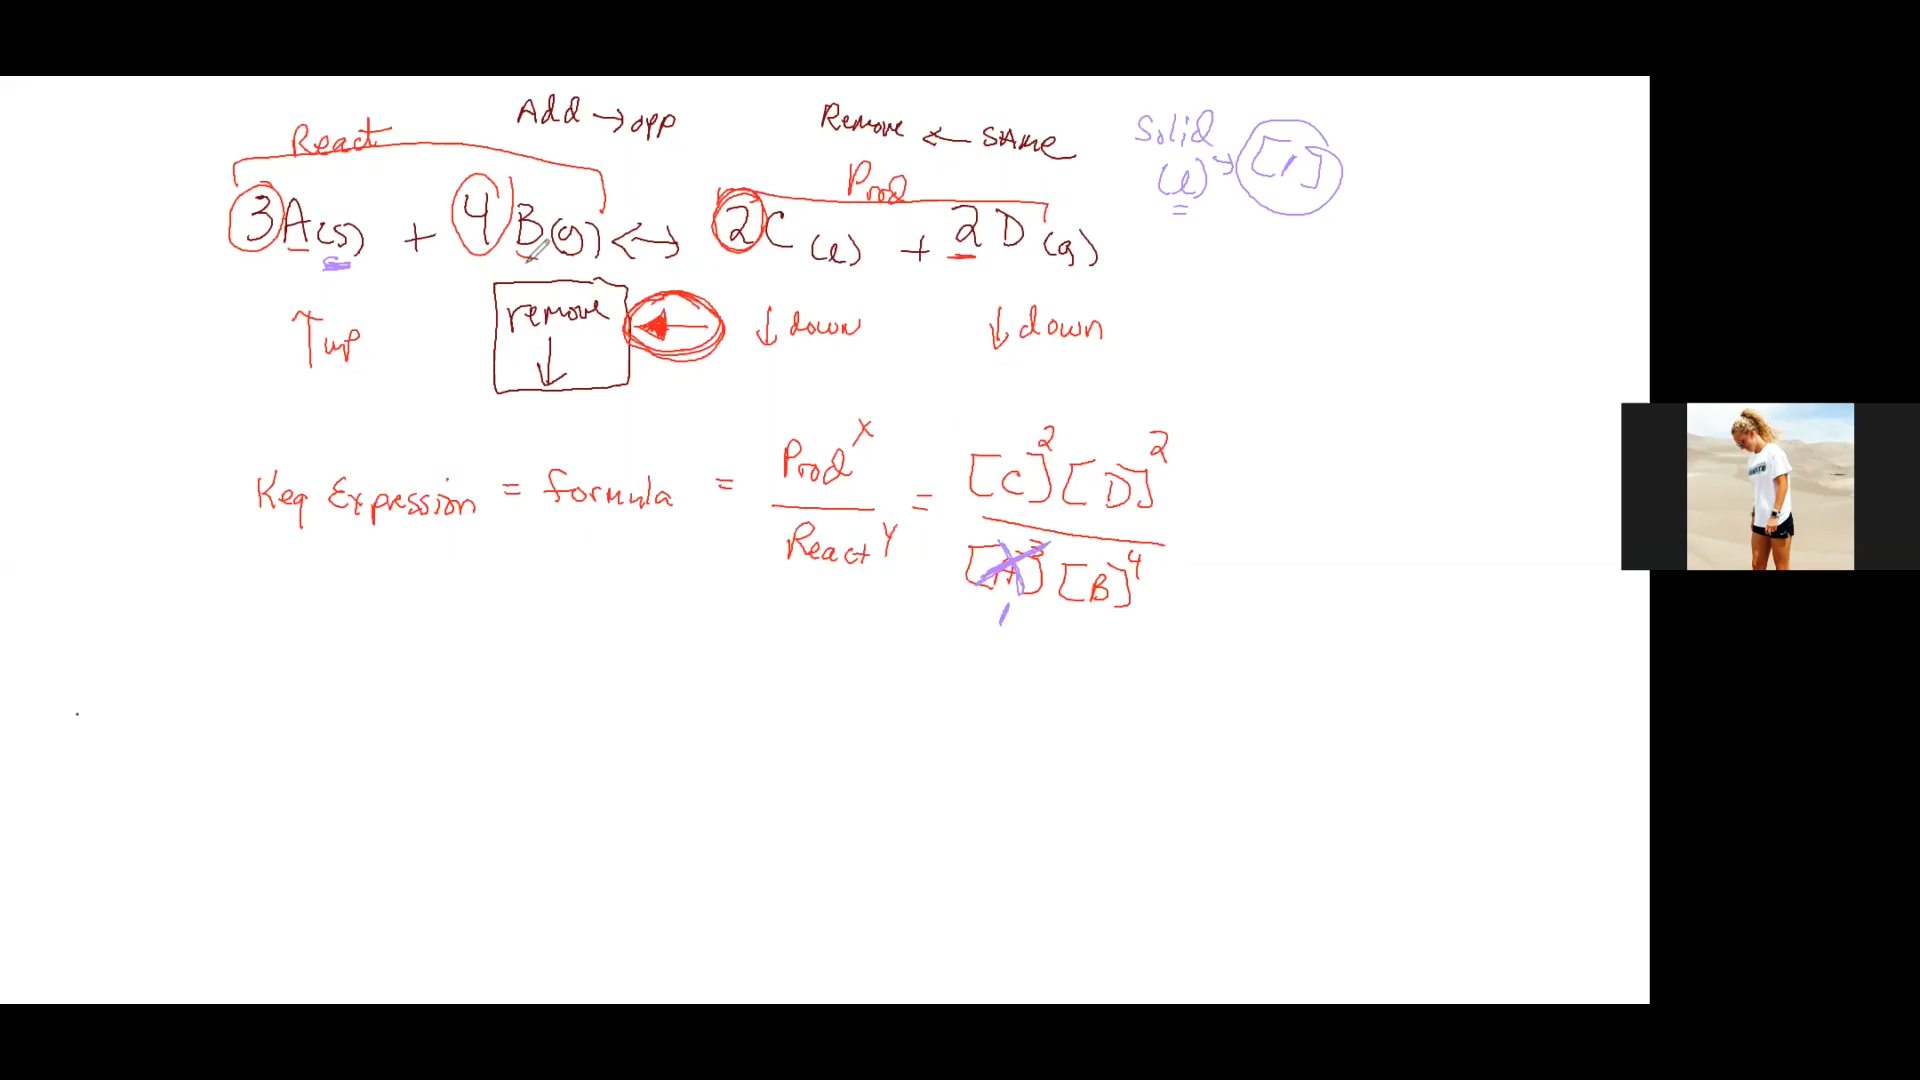 Add → opp
Remove ← SAMe
Solid
(l) → [1]
React
Prod
3A(s) + 4B(g) ↔ 2C(l) + 2D(g)
↑up
remove ↓
←
↓ down
↓ down
Keq Expression = formula = Prod^X / React^Y = [C]^2 [D]^2 / [A]^3 [B]^4
1